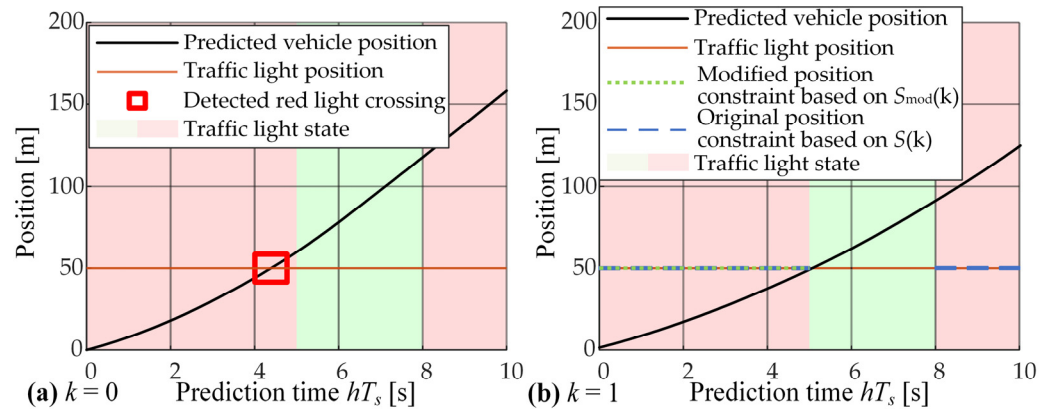 200
150
100
50
0
Position [m]
Predicted vehicle position
Traffic light position
Detected red light crossing
Traffic light state
0 2 4 6 8 10
(a) k = 0 Prediction time hTs [s]
200
150
100
50
0
Position [m]
Predicted vehicle position
Traffic light position
Modified position
constraint based on Smod(k)
Original position
constraint based on S(k)
Traffic light state
0 2 4 6 8 10
(b) k = 1 Prediction time hTs [s]